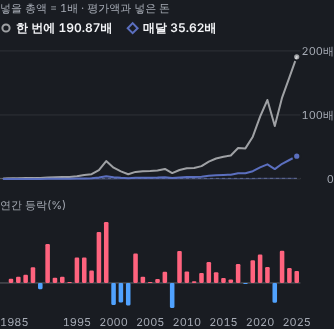 넣을 총액 = 1배 · 평가액과 넣은 돈
한 번에 190.87배 매달 35.62배
200배
100배
0
연간 등락(%)
1985 1995 2000 2005 2010 2015 2020 2025